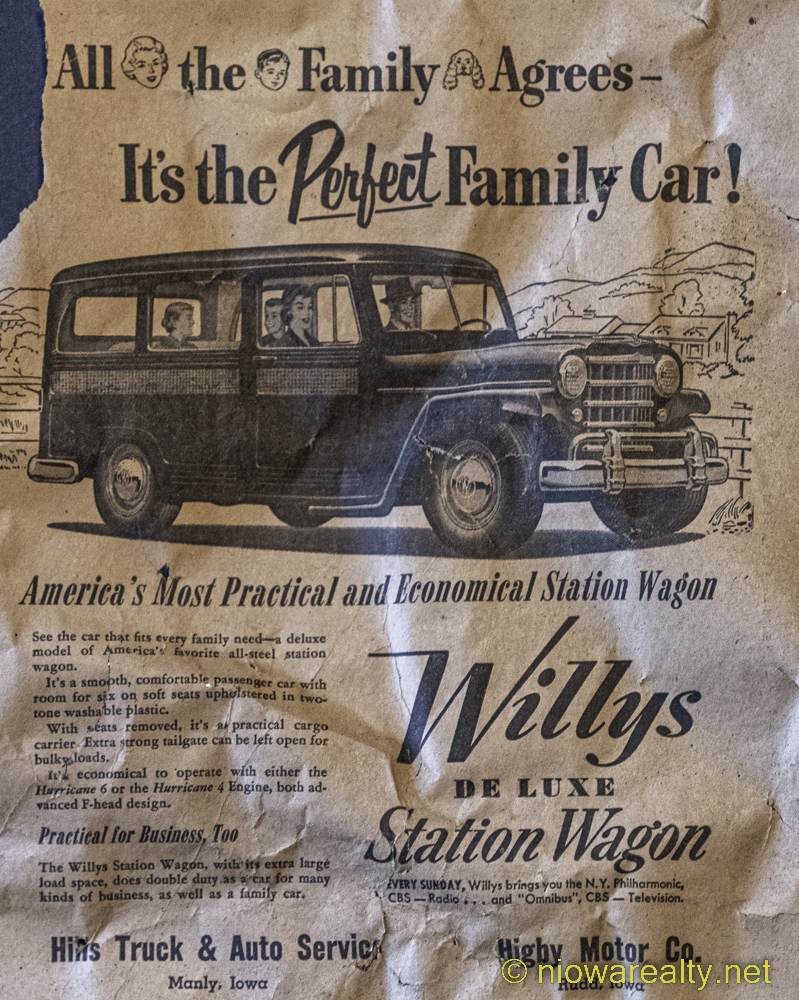 All the Family Agrees –
It's the Perfect Family Car!
America's Most Practical and Economical Station Wagon
See the car that fits every family need—a deluxe
model of America's favorite all-steel station
wagon.
It's a smooth, comfortable passenger car with
room for six on soft seats upholstered in two-
tone washable plastic.
With seats removed, it's a practical cargo
carrier. Extra strong tailgate can be left open for
bulky loads.
It's economical to operate with either the
Hurricane 6 or the Hurricane 4 Engine, both ad-
vanced F-head design.
Practical for Business, Too
The Willys Station Wagon, with its extra large
load space, does double duty as a car for many
kinds of business, as well as a family car.
Willys
DE LUXE
Station Wagon
EVERY SUNDAY, Willys brings you the N.Y. Philharmonic,
CBS — Radio . . . and "Omnibus", CBS — Television.
Hills Truck & Auto Service
Manly, Iowa
Higby Motor Co.
Rudd, Iowa
© niowarealty.net